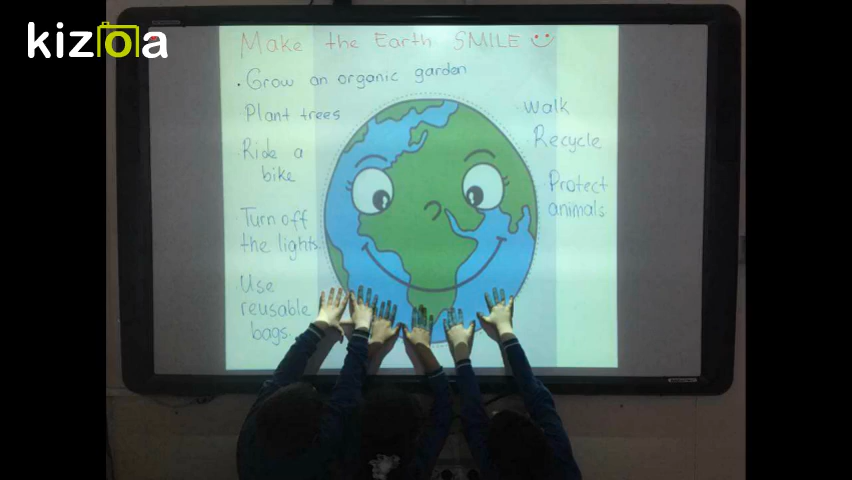 kizoa
Make the Earth SMILE
. Grow an organic garden
Plant trees
Ride a
bike
Turn off
the lights
Use
reusable
bags
walk
Recycle
Protect
animals